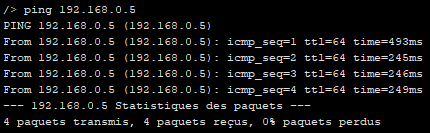 /> ping 192.168.0.5
PING 192.168.0.5 (192.168.0.5)
From 192.168.0.5 (192.168.0.5): icmp_seq=1 ttl=64 time=493ms
From 192.168.0.5 (192.168.0.5): icmp_seq=2 ttl=64 time=245ms
From 192.168.0.5 (192.168.0.5): icmp_seq=3 ttl=64 time=246ms
From 192.168.0.5 (192.168.0.5): icmp_seq=4 ttl=64 time=249ms
--- 192.168.0.5 Statistiques des paquets ---
4 paquets transmis, 4 paquets reçus, 0% paquets perdus